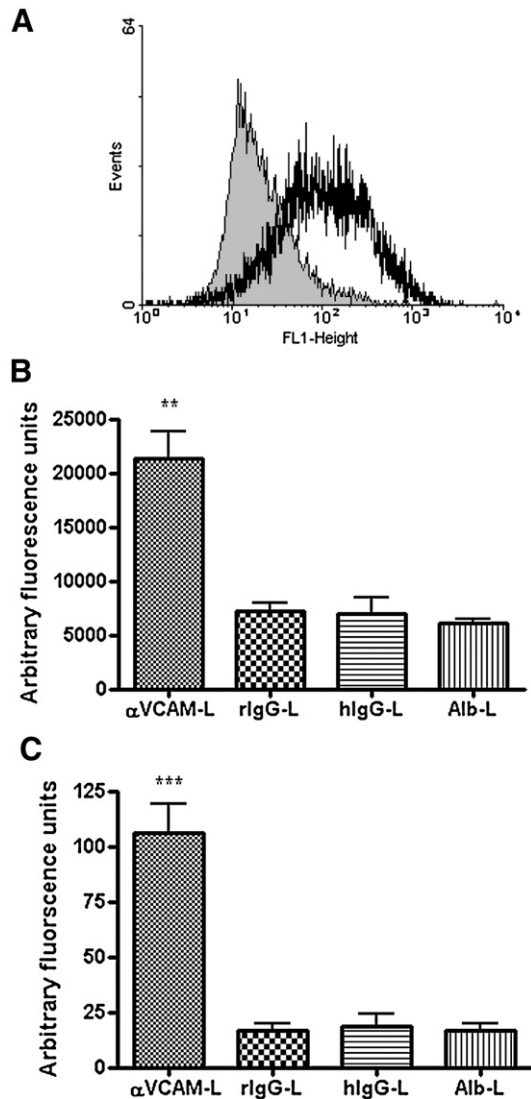 A
64
Events
0
10⁰ 10¹ 10² 10³ 10⁴
FL1-Height
B
**
Arbitrary fluorescence units
25000
20000
15000
10000
5000
0
αVCAM-L rIgG-L hIgG-L Alb-L
C
***
Arbitrary fluorscence units
125
100
75
50
25
0
αVCAM-L rIgG-L hIgG-L Alb-L